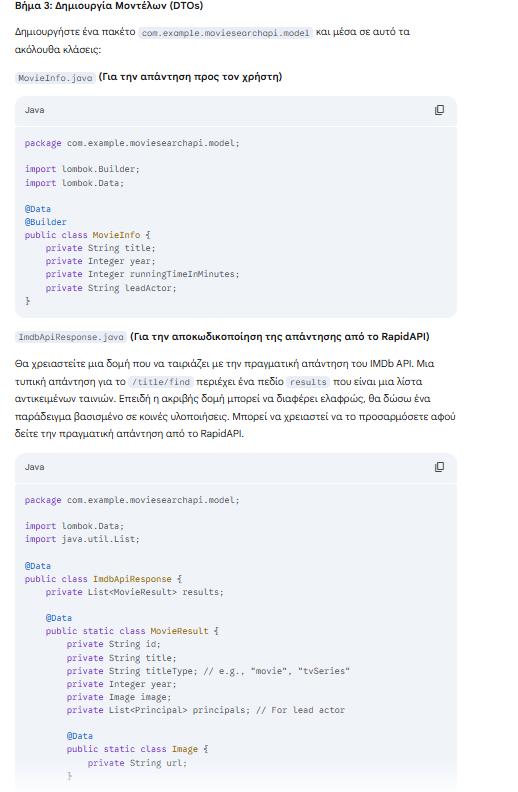 Βήμα 3: Δημιουργία Μοντέλων (DTOs)
Δημιουργήστε ένα πακέτο com.example.moviesearchapi.model και μέσα σε αυτό τα
ακόλουθα κλάσεις:
MovieInfo.java (Για την απάντηση προς τον χρήστη)
Java
package com.example.moviesearchapi.model;
import lombok.Builder;
import lombok.Data;
@Data
@Builder
public class MovieInfo {
private String title;
private Integer year;
private Integer runningTimeInMinutes;
private String leadActor;
}
ImdbApiResponse.java (Για την αποκωδικοποίηση της απάντησης από το RapidAPI)
Θα χρειαστείτε μια δομή που να ταιριάζει με την πραγματική απάντηση του IMDb API. Μια
τυπική απάντηση για το /title/find περιέχει ένα πεδίο results που είναι μια λίστα
αντικειμένων ταινιών. Επειδή η ακριβής δομή μπορεί να διαφέρει ελαφρώς, θα δώσω ένα
παράδειγμα βασισμένο σε κοινές υλοποιήσεις. Μπορεί να χρειαστεί να το προσαρμόσετε αφού
δείτε την πραγματική απάντηση από το RapidAPI.
Java
package com.example.moviesearchapi.model;
import lombok.Data;
import java.util.List;
@Data
public class ImdbApiResponse {
private List<MovieResult> results;
@Data
public static class MovieResult {
private String id;
private String title;
private String titleType; // e.g., "movie", "tvSeries"
private Integer year;
private Image image;
private List<Principal> principals; // For lead actor
@Data
public static class Image {
private String url;
}